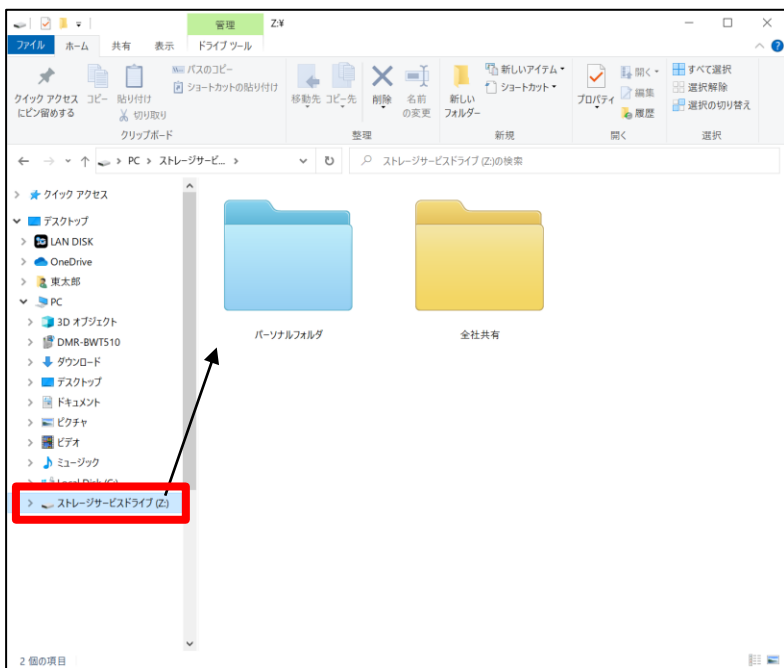 管理
Z:¥
ファイル
ホーム
共有
表示
ドライブ ツール
クイック アクセス
にピン留めする
コピー
貼り付け
パスのコピー
ショートカットの貼り付け
切り取り
クリップボード
移動先
コピー先
削除
名前
の変更
整理
新しい
フォルダー
新しいアイテム
ショートカット
新規
プロパティ
開く
編集
履歴
開く
すべて選択
選択解除
選択の切り替え
選択
PC > ストレージサービ... >
ストレージサービスドライブ (Z:)の検索
クイック アクセス
デスクトップ
LAN DISK
OneDrive
東太郎
PC
3D オブジェクト
DMR-BWT510
ダウンロード
デスクトップ
ドキュメント
ピクチャ
ビデオ
ミュージック
Local Disk (C:)
ストレージサービスドライブ (Z:)
パーソナルフォルダ
全社共有
2 個の項目